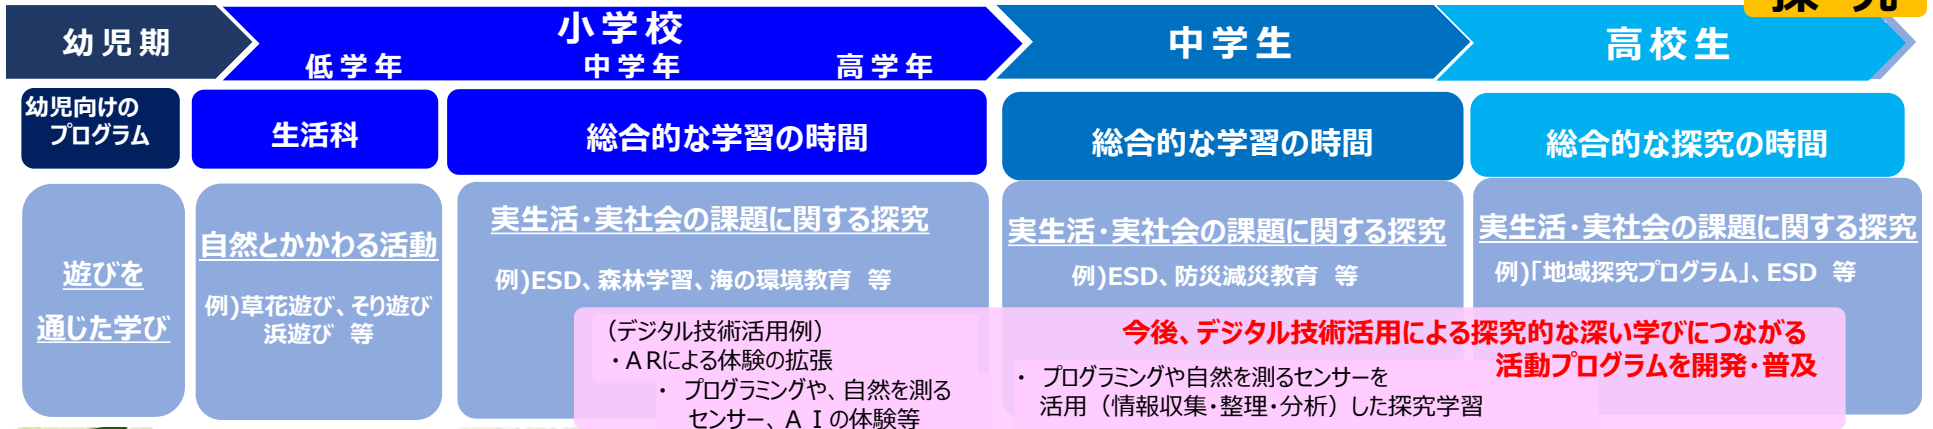 探 究
幼児期
小学校
低学年
中学年
高学年
中学生
高校生
幼児向けの
プログラム
生活科
総合的な学習の時間
総合的な学習の時間
総合的な探究の時間
遊びを
通じた学び
自然とかかわる活動
例)草花遊び、そり遊び
浜遊び 等
実生活・実社会の課題に関する探究
例)ESD、森林学習、海の環境教育 等
実生活・実社会の課題に関する探究
例)ESD、防災減災教育 等
実生活・実社会の課題に関する探究
例)「地域探究プログラム」、ESD 等
（デジタル技術活用例）
・ＡＲによる体験の拡張
・ プログラミングや、自然を測る
センサー、ＡＩの体験等
今後、デジタル技術活用による探究的な深い学びにつながる
活動プログラムを開発・普及
・ プログラミングや自然を測るセンサーを
活用（情報収集・整理・分析）した探究学習